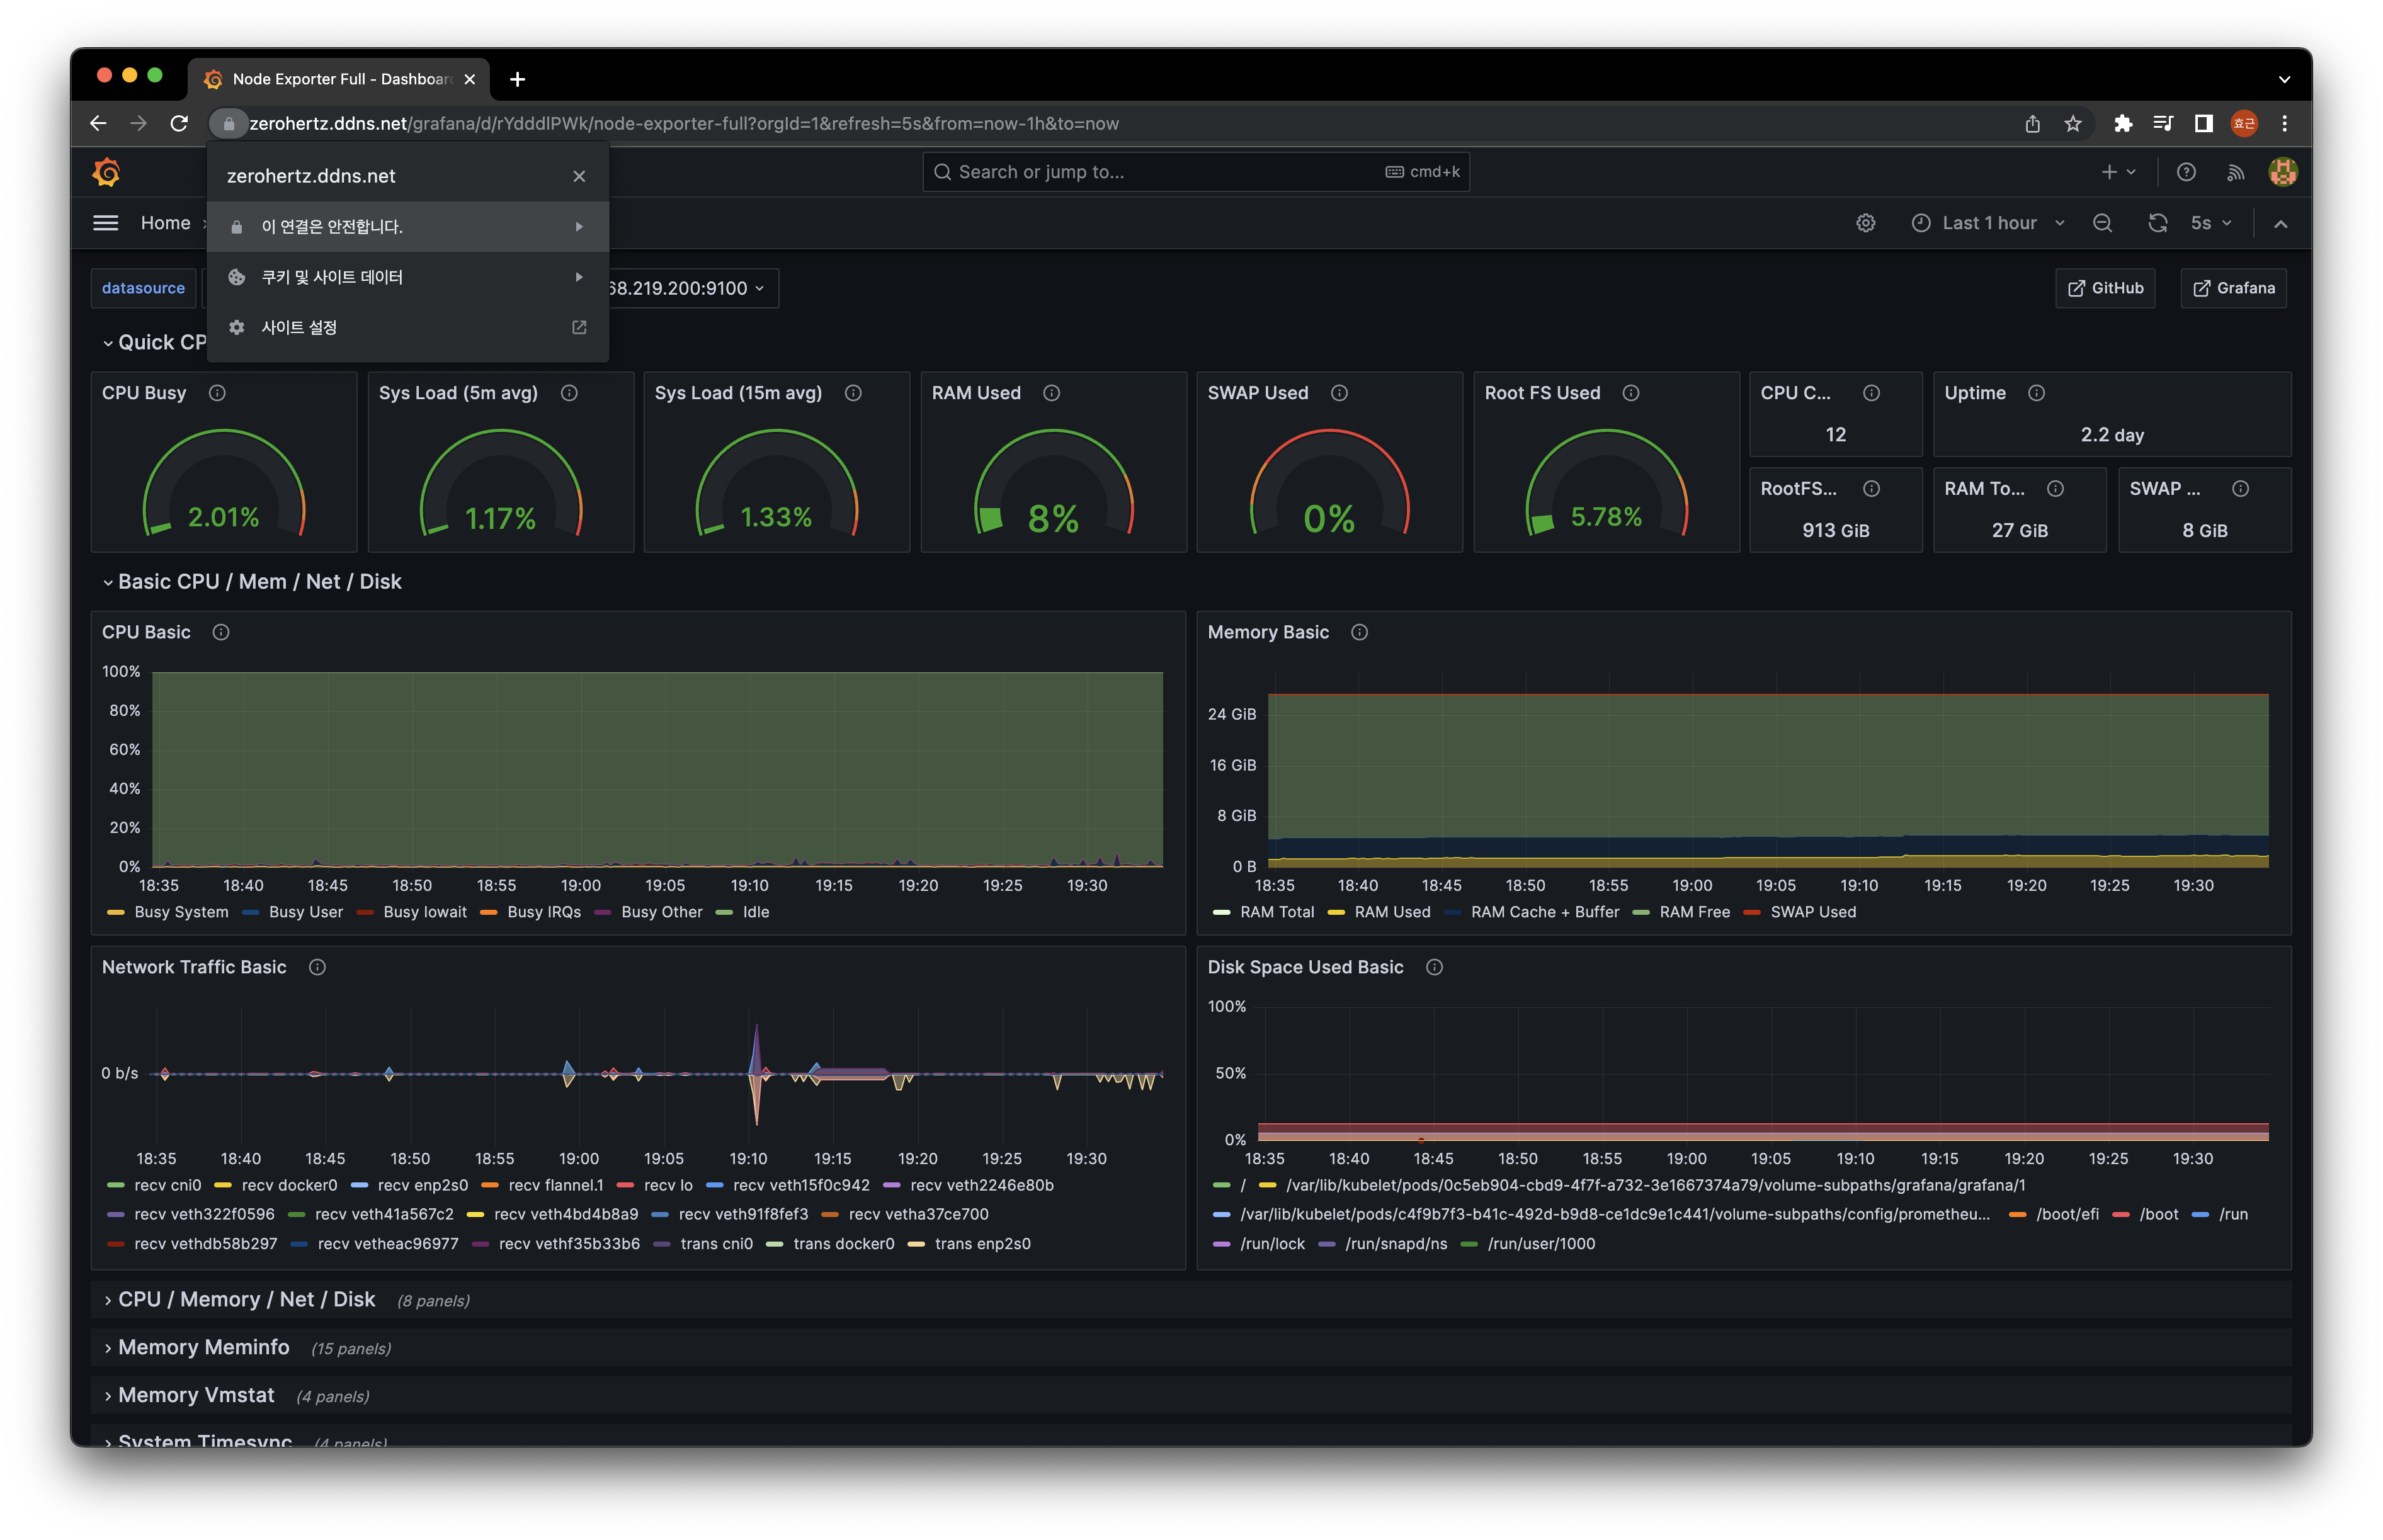 Node Exporter Full - Dashboard
zerohertz.ddns.net/grafana/d/rYdddlPWk/node-exporter-full?orgId=1&refresh=5s&from=now-1h&to=now
효근
zerohertz.ddns.net
이 연결은 안전합니다.
쿠키 및 사이트 데이터
사이트 설정
Search or jump to...
cmd+k
Home
Last 1 hour
5s
datasource
68.219.200:9100
GitHub
Grafana
Quick CP
CPU Busy
2.01%
Sys Load (5m avg)
1.17%
Sys Load (15m avg)
1.33%
RAM Used
8%
SWAP Used
0%
Root FS Used
5.78%
CPU C...
12
Uptime
2.2 day
RootFS...
913 GiB
RAM To...
27 GiB
SWAP ...
8 GiB
Basic CPU / Mem / Net / Disk
CPU Basic
100%
80%
60%
40%
20%
0%
18:35 18:40 18:45 18:50 18:55 19:00 19:05 19:10 19:15 19:20 19:25 19:30
Busy System Busy User Busy Iowait Busy IRQs Busy Other Idle
Memory Basic
24 GiB
16 GiB
8 GiB
0 B
18:35 18:40 18:45 18:50 18:55 19:00 19:05 19:10 19:15 19:20 19:25 19:30
RAM Total RAM Used RAM Cache + Buffer RAM Free SWAP Used
Network Traffic Basic
0 b/s
18:35 18:40 18:45 18:50 18:55 19:00 19:05 19:10 19:15 19:20 19:25 19:30
recv cni0 recv docker0 recv enp2s0 recv flannel.1 recv lo recv veth15f0c942 recv veth2246e80b
recv veth322f0596 recv veth41a567c2 recv veth4bd4b8a9 recv veth91f8fef3 recv vetha37ce700
recv vethdb58b297 recv vetheac96977 recv vethf35b33b6 trans cni0 trans docker0 trans enp2s0
Disk Space Used Basic
100%
50%
0%
18:35 18:40 18:45 18:50 18:55 19:00 19:05 19:10 19:15 19:20 19:25 19:30
/ /var/lib/kubelet/pods/0c5eb904-cbd9-4f7f-a732-3e1667374a79/volume-subpaths/grafana/grafana/1
/var/lib/kubelet/pods/c4f9b7f3-b41c-492d-b9d8-ce1dc9e1c441/volume-subpaths/config/prometheu... /boot/efi /boot /run
/run/lock /run/snapd/ns /run/user/1000
CPU / Memory / Net / Disk (8 panels)
Memory Meminfo (15 panels)
Memory Vmstat (4 panels)
System Timesync (4 panels)